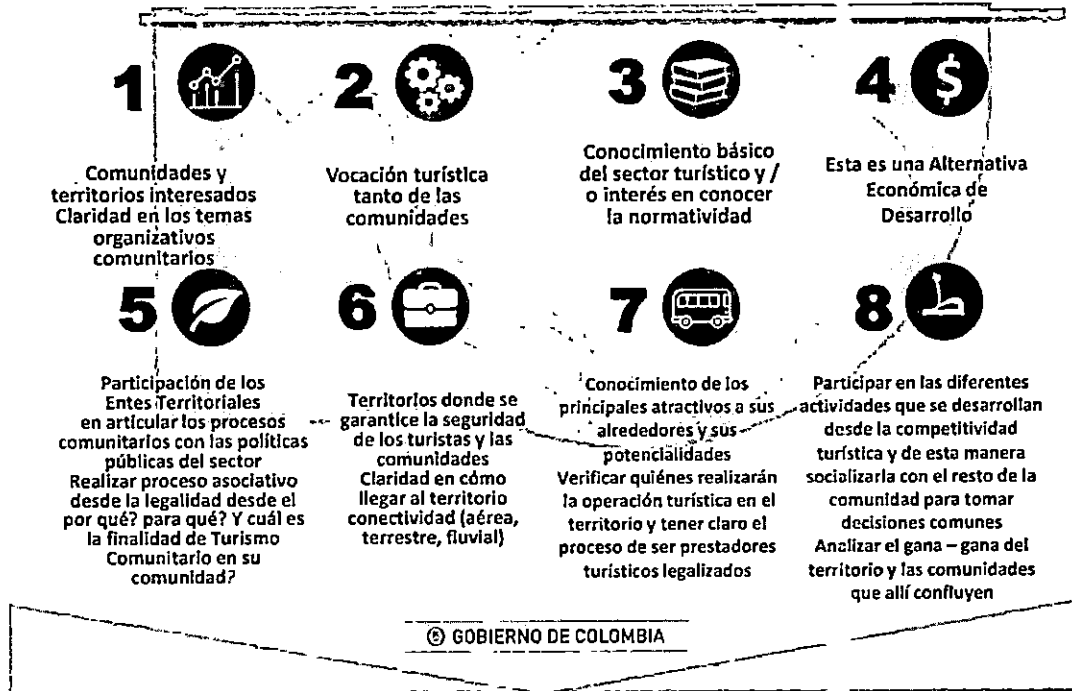 1
Comunidades y
territorios interesados
Claridad en los temas
organizativos
comunitarios
2
Vocación turística
tanto de las
comunidades
3
Conocimiento básico
del sector turístico y /
o interés en conocer
la normatividad
4
$
Esta es una Alternativa
Económica de
Desarrollo
5
Participación de los
Entes Territoriales
en articular los procesos
comunitarios con las políticas
públicas del sector
Realizar proceso asociativo
desde la legalidad desde el
por qué? para qué? Y cuál es
la finalidad de Turismo
Comunitario en su
comunidad?
6
Territorios donde se
garantice la seguridad
de los turistas y las
comunidades
Claridad en cómo
llegar al territorio
conectividad (aérea,
terrestre, fluvial)
7
Conocimiento de los
principales atractivos a sus
alrededores y sus
potencialidades
Verificar quiénes realizarán
la operación turística en el
territorio y tener claro el
proceso de ser prestadores
turísticos legalizados
8
Participar en las diferentes
actividades que se desarrollan
desde la competitividad
turística y de esta manera
socializarla con el resto de la
comunidad para tomar
decisiones comunes
Analizar el gana – gana del
territorio y las comunidades
que allí confluyen
GOBIERNO DE COLOMBIA